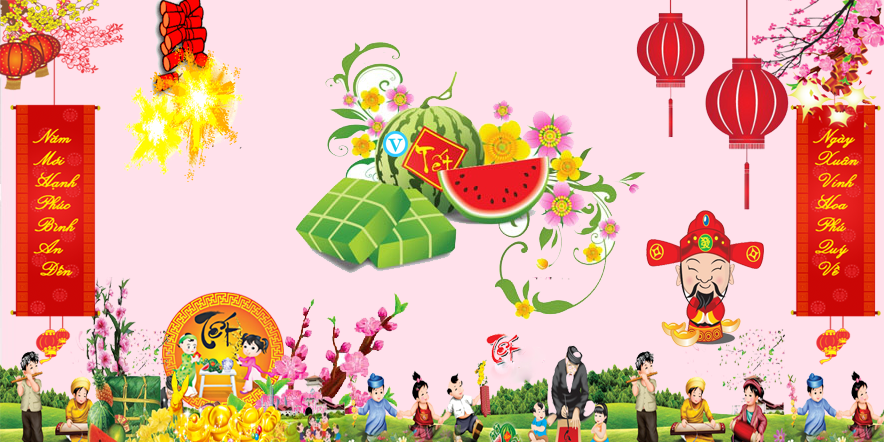 Năm
Mới
Hạnh
Phúc
Bình
An
Đến
V
Tết
Ngày
Xuân
Vinh
Hoa
Phú
Quý
Về
Tết
Tết